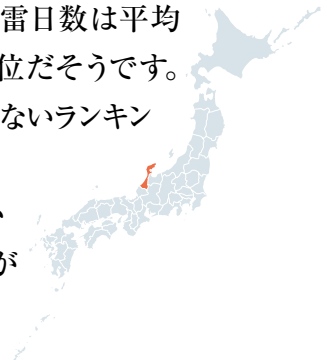 雷日数は平均
位だそうです。
ないランキン
い
が